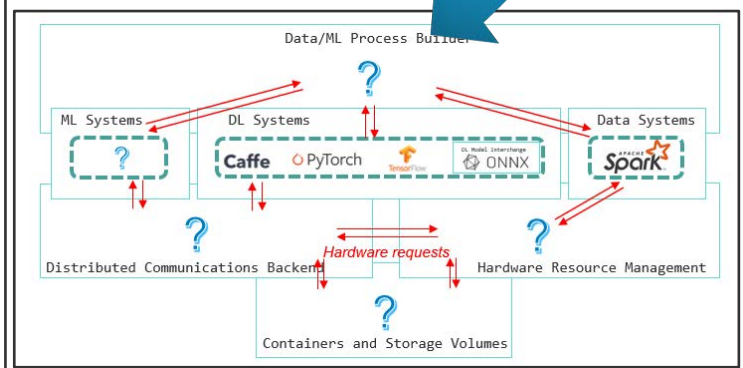 Data/ML Process Builder
?
ML Systems
DL Systems
Data Systems
?
Caffe
PyTorch
TensorFlow
DL Model Interchange
ONNX
APACHE
Spark
?
?
Hardware requests
Distributed Communications Backend
Hardware Resource Management
?
Containers and Storage Volumes